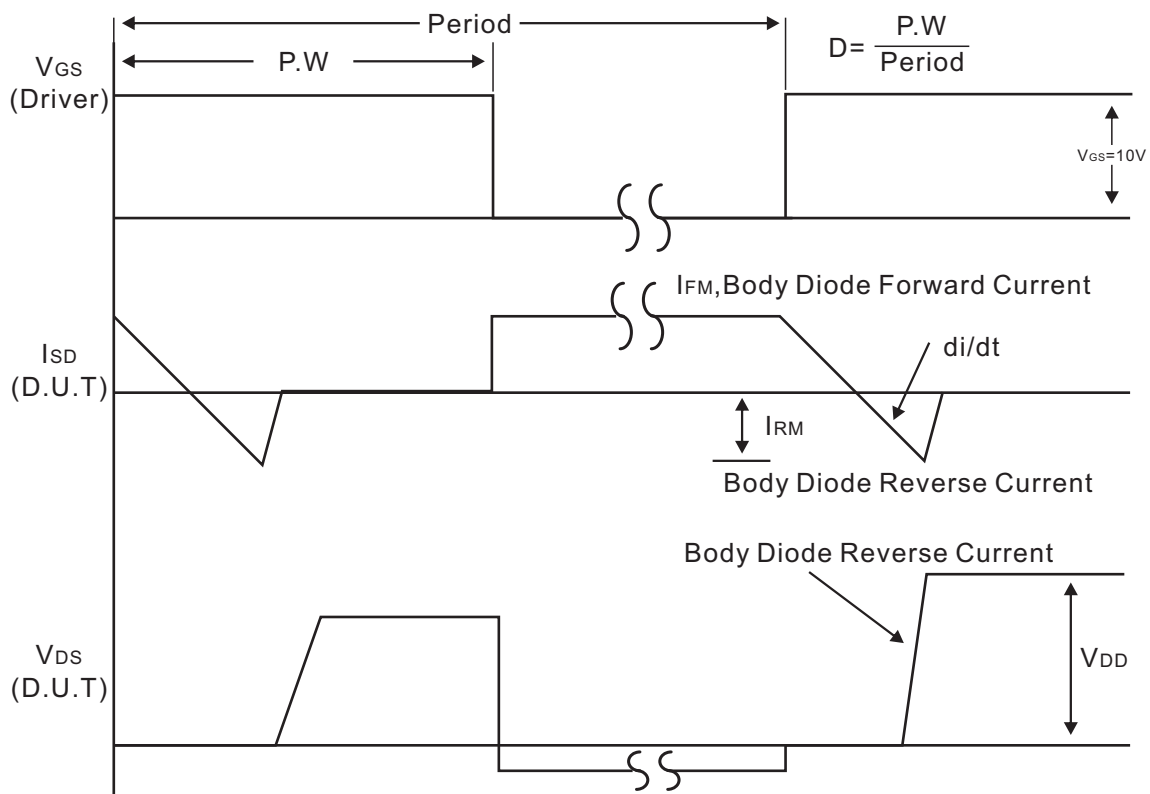 Period
P.W
D= P.W
Period
VGS
(Driver)
VGS=10V
IFM,Body Diode Forward Current
ISD
(D.U.T)
di/dt
IRM
Body Diode Reverse Current
Body Diode Reverse Current
VDS
(D.U.T)
VDD